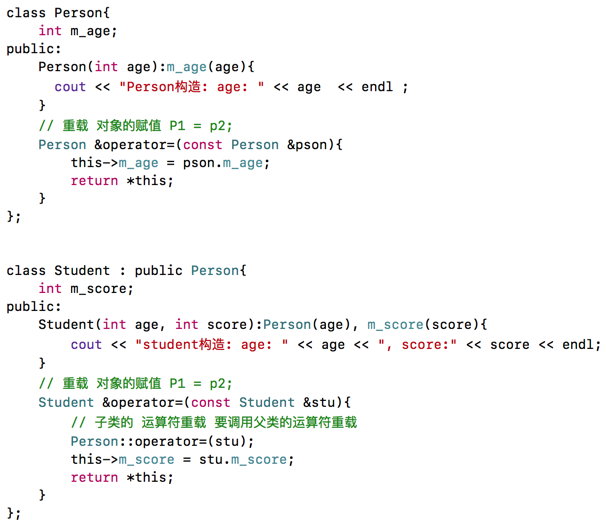 class Person{
    int m_age;
public:
    Person(int age):m_age(age){
      cout << "Person构造: age: " << age  << endl ;
    }
    // 重载 对象的赋值 P1 = p2;
    Person &operator=(const Person &pson){
        this->m_age = pson.m_age;
        return *this;
    }
};
class Student : public Person{
    int m_score;
public:
    Student(int age, int score):Person(age), m_score(score){
        cout << "student构造: age: " << age << ", score:" << score << endl;
    }
    // 重载 对象的赋值 P1 = p2;
    Student &operator=(const Student &stu){
        // 子类的 运算符重载 要调用父类的运算符重载
        Person::operator=(stu);
        this->m_score = stu.m_score;
        return *this;
    }
};